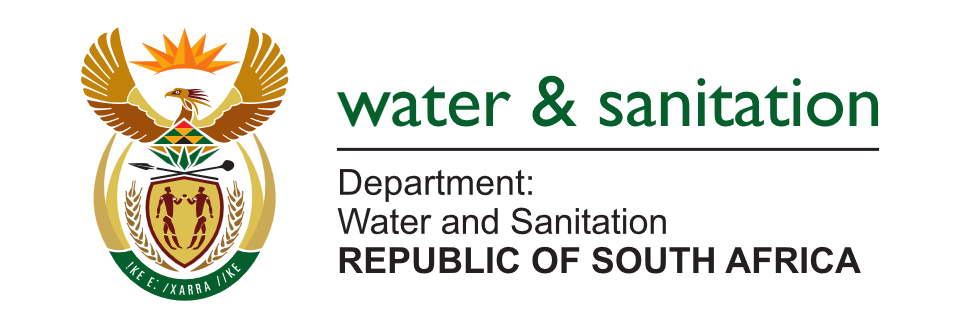 water & sanitation
Department:
Water and Sanitation
REPUBLIC OF SOUTH AFRICA
!KE E: /XARRA //KE